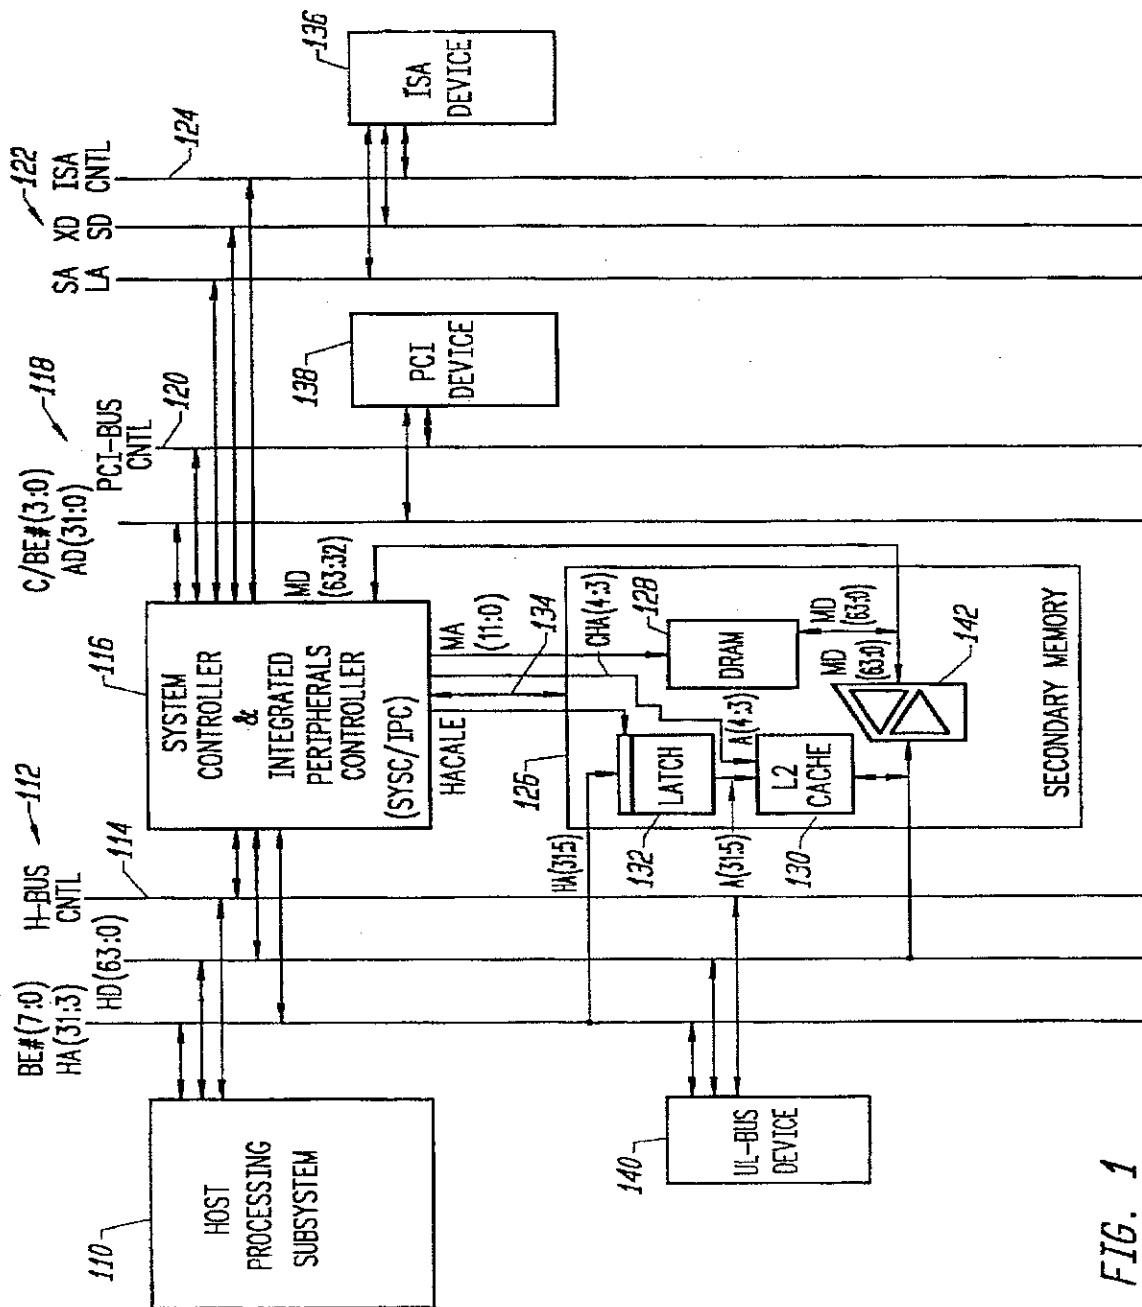 110
HOST
PROCESSING
SUBSYSTEM
BE#(7:0)
HA(31:3)
HD(63:0)
H-BUS
CNTL
112
114
116
SYSTEM
CONTROLLER
&
INTEGRATED
PERIPHERALS
CONTROLLER
(SYSC/IPC)
C/BE#(3:0)
AD(31:0)
PCI-BUS
CNTL
118
120
SA
LA
XD
SD
ISA
CNTL
122
124
136
ISA
DEVICE
138
PCI
DEVICE
MD
(63:32)
HACALE
134
MA
(11:0)
CHA(4:3)
128
DRAM
MD
(63:0)
MD
(63:0)
142
126
HA(31:5)
LATCH
132
A(31:5)
A(4:3)
L2
CACHE
130
SECONDARY MEMORY
140
UL-BUS
DEVICE
FIG. 1